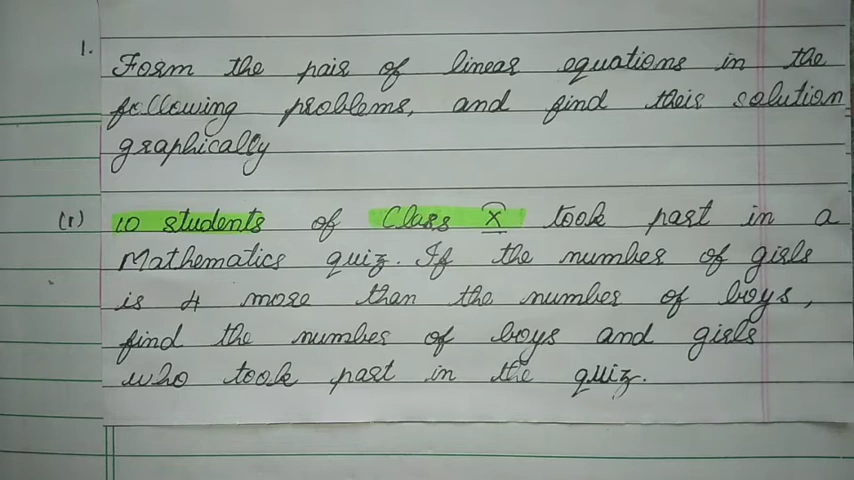 1.
Form the pair of linear equations in the
following problems, and find their solution
graphically
(i) 10 students of Class X took part in a
Mathematics quiz. If the number of girls
is 4 more than the number of boys,
find the number of boys and girls
who took part in the quiz.